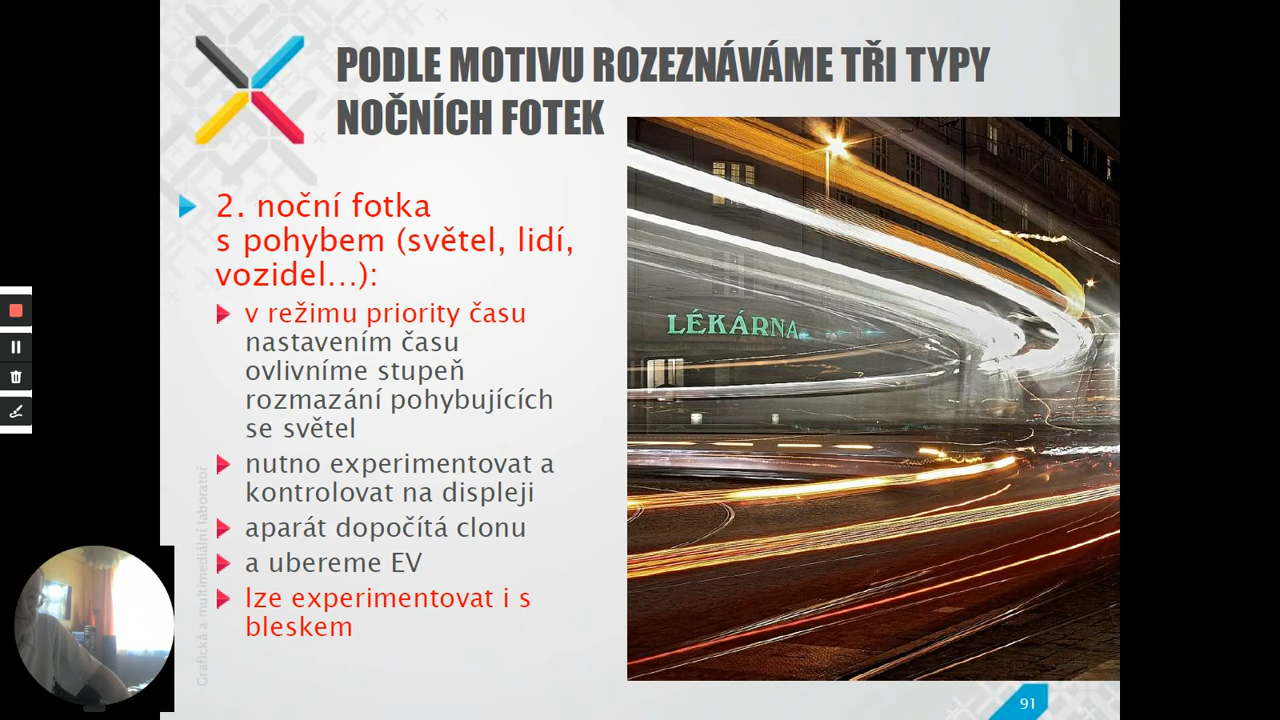 PODLE MOTIVU ROZEZNÁVÁME TŘI TYPY
NOČNÍCH FOTEK
2. noční fotka
s pohybem (světel, lidí,
vozidel...):
v režimu priority času
nastavením času
ovlivníme stupeň
rozmazání pohybujících
se světel
nutno experimentovat a
kontrolovat na displeji
aparát dopočítá clonu
a ubereme EV
lze experimentovat i s
bleskem
LÉKÁRNA
Grafická a multimediální laboratoř
91